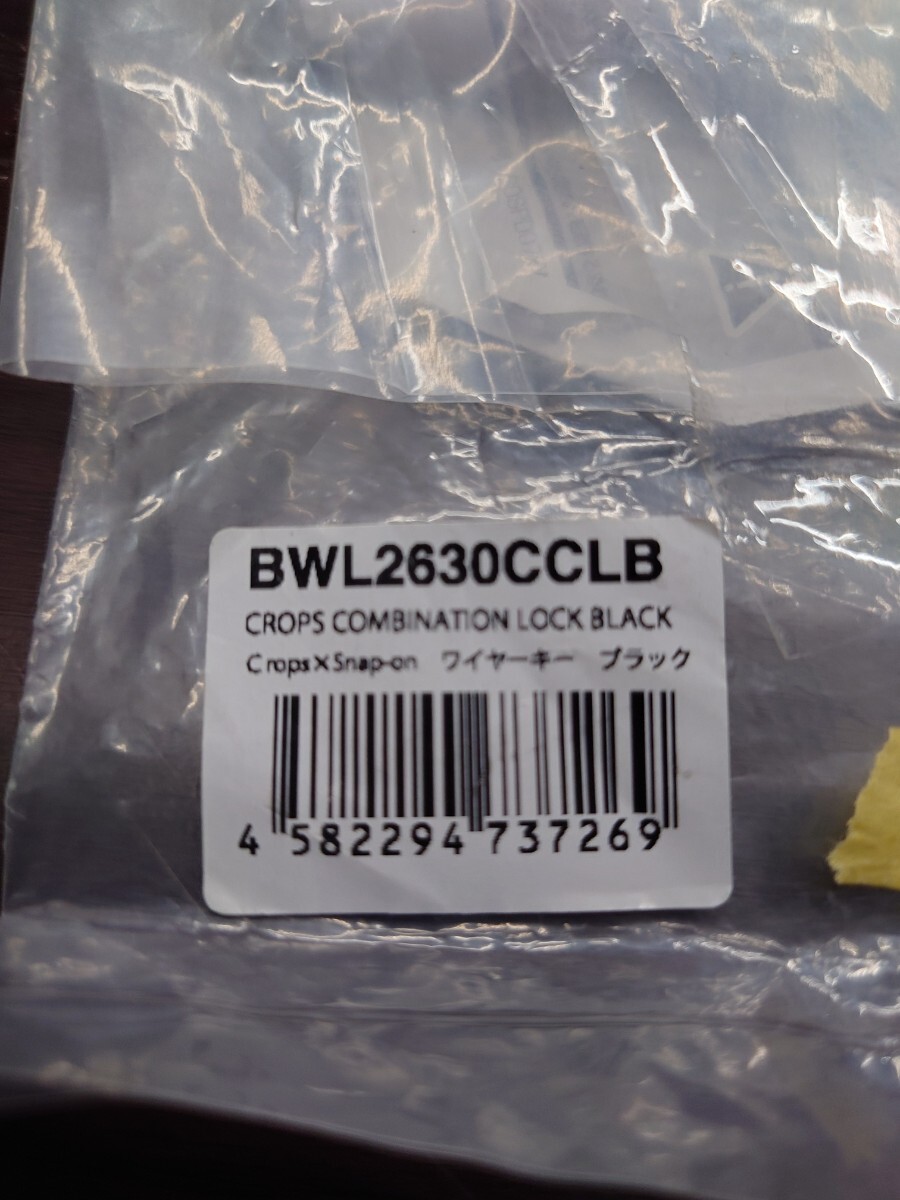 BWL2630CCLB
CROPS COMBINATION LOCK BLACK
Crops×Snap-on ワイヤーキー ブラック
4 582294 737269